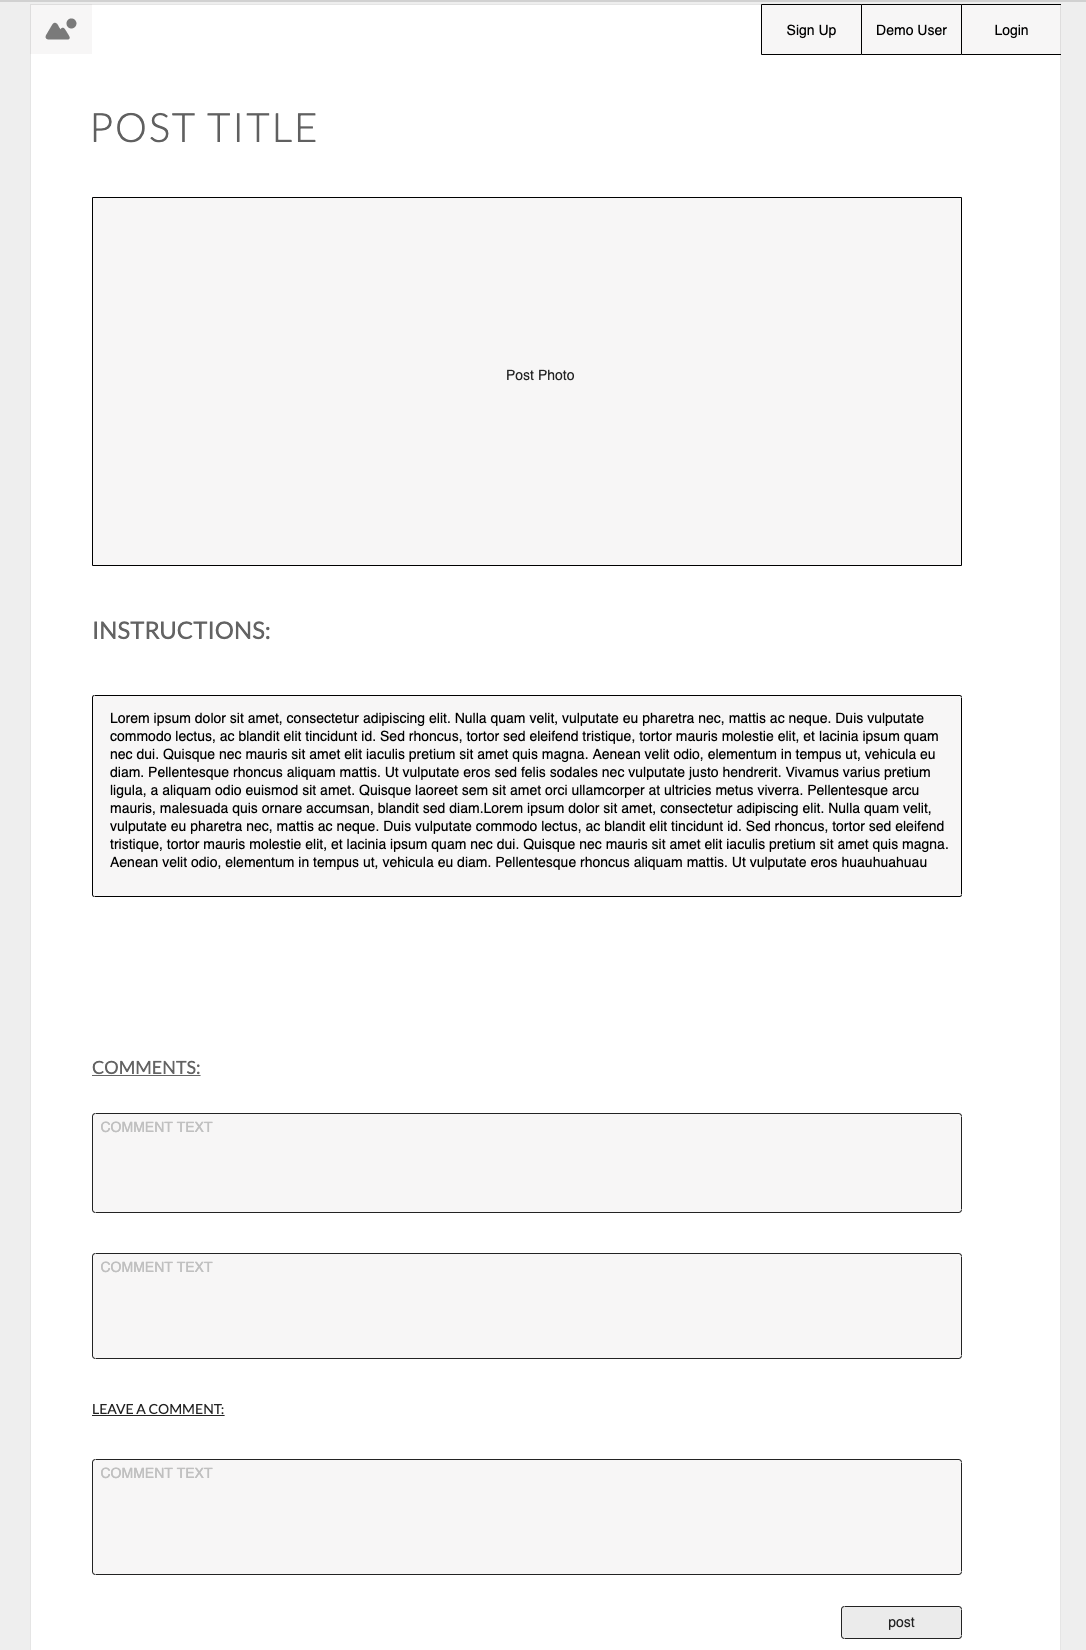 Sign Up Demo User Login
POST TITLE
Post Photo
INSTRUCTIONS:
Lorem ipsum dolor sit amet, consectetur adipiscing elit. Nulla quam velit, vulputate eu pharetra nec, mattis ac neque. Duis vulputate
commodo lectus, ac blandit elit tincidunt id. Sed rhoncus, tortor sed eleifend tristique, tortor mauris molestie elit, et lacinia ipsum quam
nec dui. Quisque nec mauris sit amet elit iaculis pretium sit amet quis magna. Aenean velit odio, elementum in tempus ut, vehicula eu
diam. Pellentesque rhoncus aliquam mattis. Ut vulputate eros sed felis sodales nec vulputate justo hendrerit. Vivamus varius pretium
ligula, a aliquam odio euismod sit amet. Quisque laoreet sem sit amet orci ullamcorper at ultricies metus viverra. Pellentesque arcu
mauris, malesuada quis ornare accumsan, blandit sed diam.Lorem ipsum dolor sit amet, consectetur adipiscing elit. Nulla quam velit,
vulputate eu pharetra nec, mattis ac neque. Duis vulputate commodo lectus, ac blandit elit tincidunt id. Sed rhoncus, tortor sed eleifend
tristique, tortor mauris molestie elit, et lacinia ipsum quam nec dui. Quisque nec mauris sit amet elit iaculis pretium sit amet quis magna.
Aenean velit odio, elementum in tempus ut, vehicula eu diam. Pellentesque rhoncus aliquam mattis. Ut vulputate eros huauhuahuau
COMMENTS:
COMMENT TEXT
COMMENT TEXT
LEAVE A COMMENT:
COMMENT TEXT
post